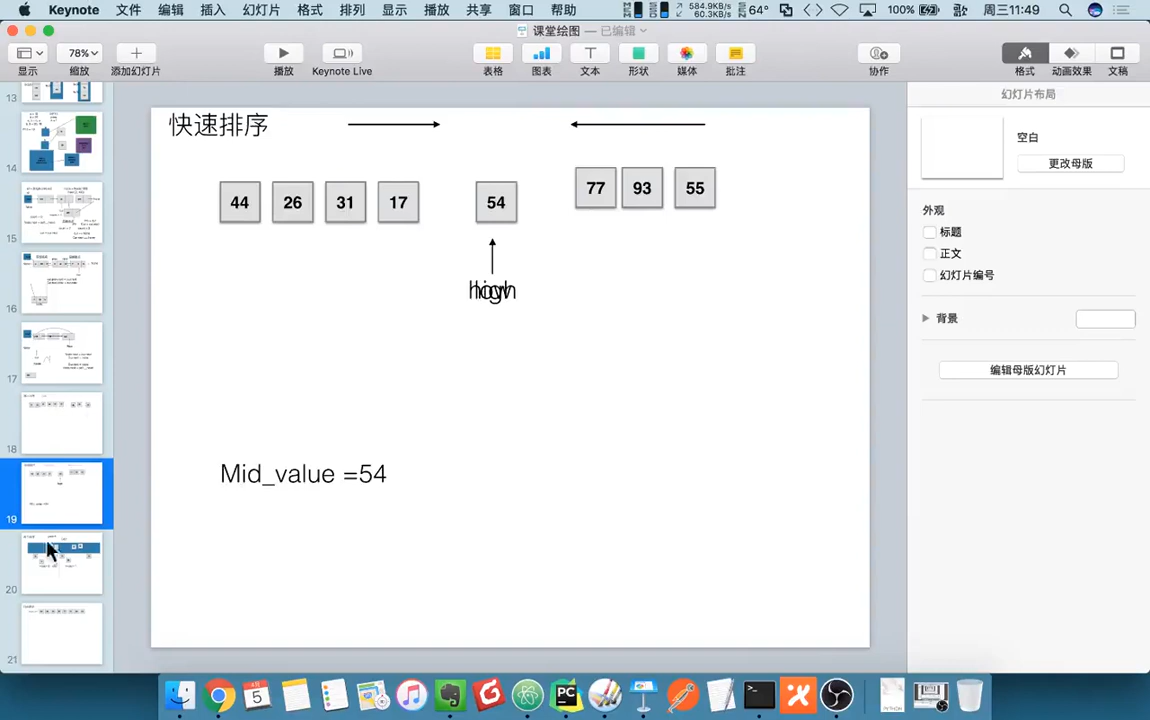 Keynote 文件 编辑 插入 幻灯片 格式 排列 显示 播放 共享 窗口 帮助 584.9KB/s 60.3KB/s 64° 100% 周三11:49
课堂绘图 — 已编辑
78%
显示 缩放 添加幻灯片 播放 Keynote Live 表格 图表 文本 形状 媒体 批注 协作 格式 动画效果 文稿
幻灯片布局
空白
更改母版
外观
标题
正文
幻灯片编号
背景
编辑母版幻灯片
13
14
15
16
17
18
19
20
21
快速排序
44 26 31 17 54 77 93 55
Mid_value =54
5
PC
PYTHON